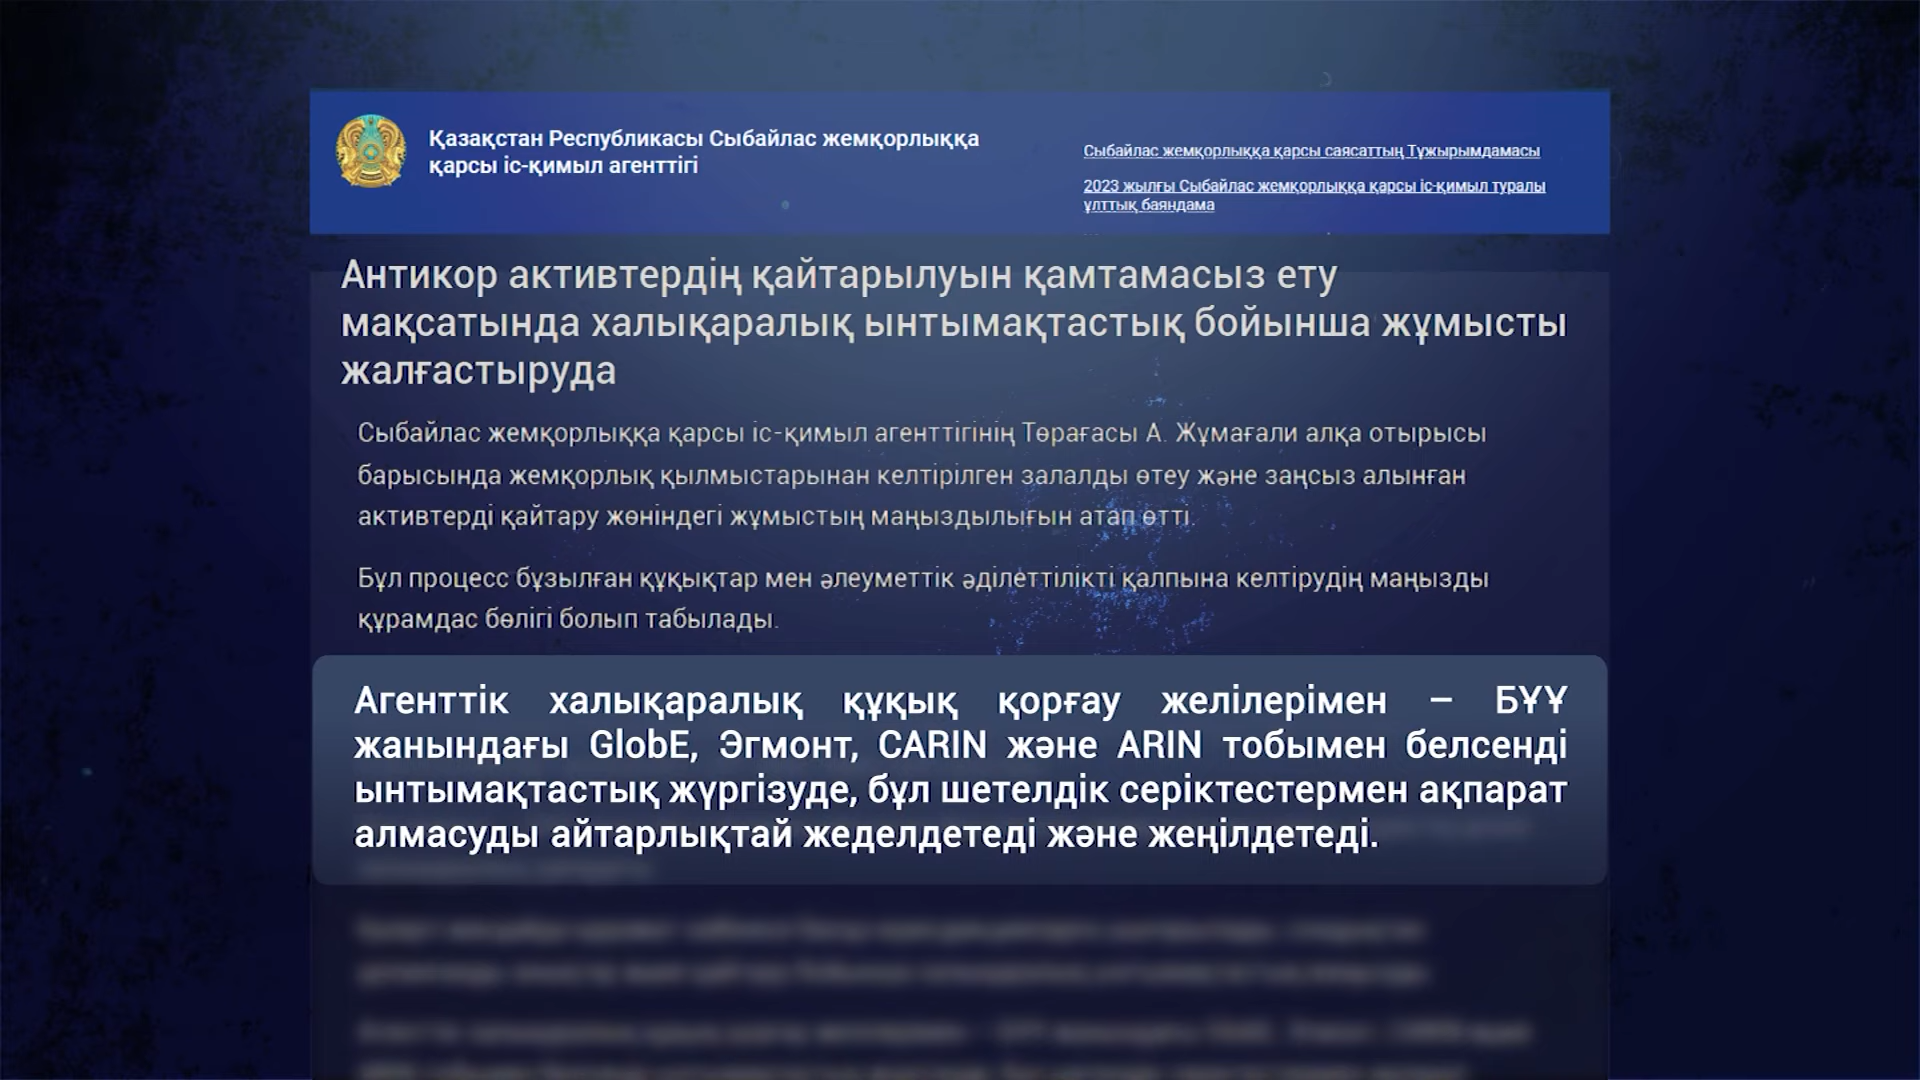 Қазақстан Республикасы Сыбайлас жемқорлыққа
қарсы іс-қимыл агенттігі
Сыбайлас жемқорлыққа қарсы саясаттың Тұжырымдамасы
2023 жылғы Сыбайлас жемқорлыққа қарсы іс-қимыл туралы
ұлттық баяндама
Антикор активтердің қайтарылуын қамтамасыз ету
мақсатында халықаралық ынтымақтастық бойынша жұмысты
жалғастыруда
Сыбайлас жемқорлыққа қарсы іс-қимыл агенттігінің Төрағасы А. Жұмағали алқа отырысы
барысында жемқорлық қылмыстарынан келтірілген залалды өтеу және заңсыз алынған
активтерді қайтару жөніндегі жұмыстың маңыздылығын атап өтті.
Бұл процесс бұзылған құқықтар мен әлеуметтік әділеттілікті қалпына келтірудің маңызды
құрамдас бөлігі болып табылады.
Агенттік халықаралық құқық қорғау желілерімен – БҰҰ
жанындағы GlobE, Эгмонт, CARIN және ARIN тобымен белсенді
ынтымақтастық жүргізуде, бұл шетелдік серіктестермен ақпарат
алмасуды айтарлықтай жеделдетеді және жеңілдетеді.